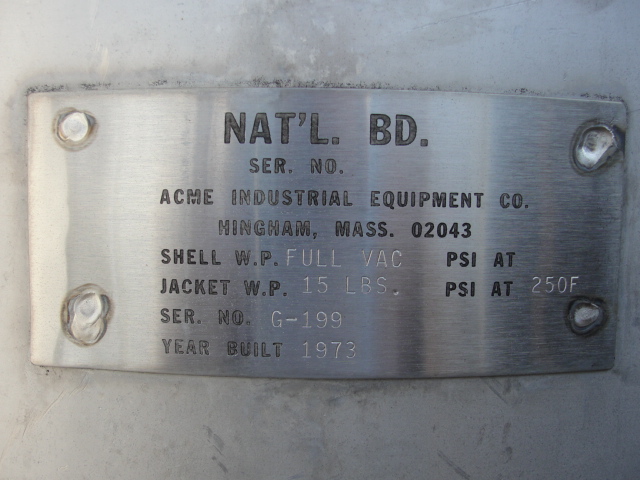 NAT'L. BD.
SER. NO.
ACME INDUSTRIAL EQUIPMENT CO.
HINGHAM, MASS. 02043
SHELL W.P. FULL VAC PSI AT
JACKET W.P. 15 LBS. PSI AT 250F
SER. NO. G-199
YEAR BUILT 1973